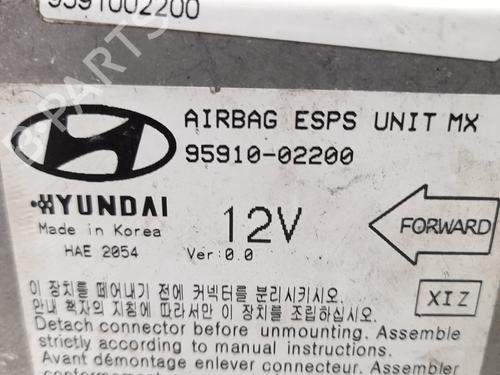 9591002200
AIRBAG ESPS UNIT MX
95910-02200
HYUNDAI
12V
FORWARD
Made in Korea
HAE 2054
Ver:0.0
이 장치를 떼어내기 전에 커넥터를 분리시키시오.
안내 책자의 지침에 따라서만 이 장치를 조립하십시오.
XIZ
Detach connector before unmounting. Assemble
strictly according to manual instructions.
Avant démontage enlever connecteur. Assembler
conformement